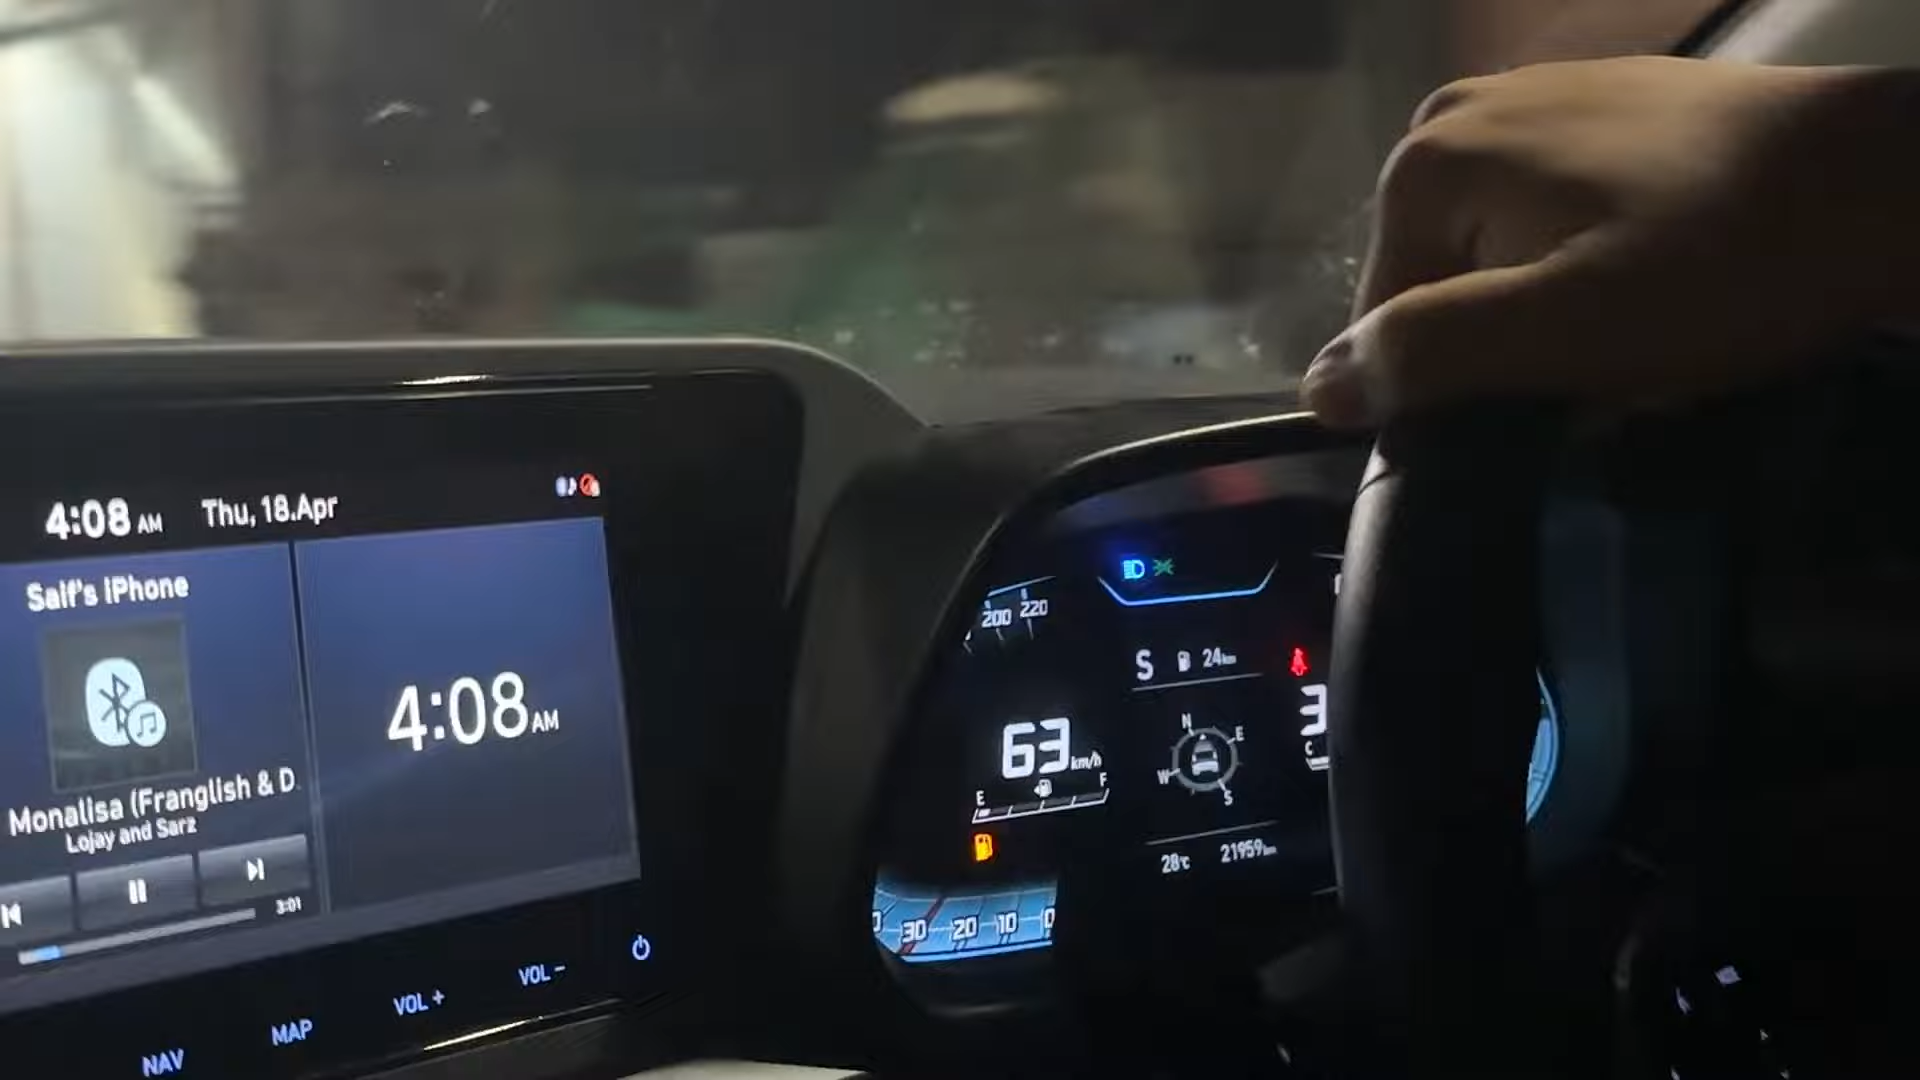 4:08 AM Thu, 18.Apr
Saif's iPhone
4:08 AM
Monalisa (Franglish & D.
Lojay and Sarz
3:01
NAV
MAP
VOL +
VOL -
200 220
S 24km
63 km/h
E F
N
E
W
S
C
28°C 21959km
30 20 10 0